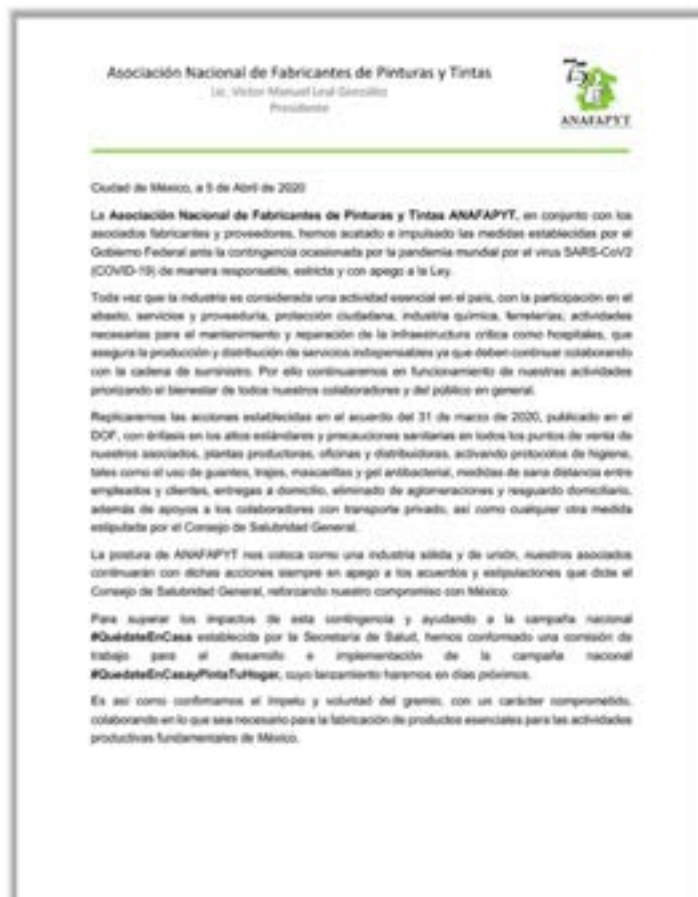 Asociación Nacional de Fabricantes de Pinturas y Tintas
Lic. Victor Manuel Leal González
Presidente
75
ANAFAPYT
Ciudad de México, a 5 de Abril de 2020
La Asociación Nacional de Fabricantes de Pinturas y Tintas ANAFAPYT, en conjunto con los
asociados fabricantes y proveedores, hemos acatado e impulsado las medidas establecidas por el
Gobierno Federal ante la contingencia ocasionada por la pandemia mundial por el virus SARS-CoV2
(COVID-19) de manera responsable, estricta y con apego a la Ley.
Toda vez que la industria es considerada una actividad esencial en el país, con la participación en el
abasto, servicios y proveeduría, protección ciudadana, industria química, ferreterías; actividades
necesarias para el mantenimiento y reparación de la infraestructura crítica como hospitales, que
asegura la producción y distribución de servicios indispensables ya que deben continuar colaborando
con la cadena de suministro. Por ello continuaremos en funcionamiento de nuestras actividades
priorizando el bienestar de todos nuestros colaboradores y del público en general.
Replicaremos las acciones establecidas en el acuerdo del 31 de marzo de 2020, publicado en el
DOF, con énfasis en los altos estándares y precauciones sanitarias en todos los puntos de venta de
nuestros asociados, plantas productoras, oficinas y distribuidoras, activando protocolos de higiene,
tales como el uso de guantes, trajes, mascarillas y gel antibacterial, medidas de sana distancia entre
empleados y clientes, entregas a domicilio, eliminado de aglomeraciones y resguardo domiciliario,
además de apoyos a los colaboradores con transporte privado, así como cualquier otra medida
estipulada por el Consejo de Salubridad General.
La postura de ANAFAPYT nos coloca como una industria sólida y de unión, nuestros asociados
continuarán con dichas acciones siempre en apego a los acuerdos y estipulaciones que dicte el
Consejo de Salubridad General, reforzando nuestro compromiso con México.
Para superar los impactos de esta contingencia y ayudando a la campaña nacional
#QuédateEnCasa establecida por la Secretaría de Salud, hemos conformado una comisión de
trabajo para el desarrollo e implementación de la campaña nacional
#QuedateEnCasayPintaTuHogar, cuyo lanzamiento haremos en días próximos.
Es así como confirmamos el ímpetu y voluntad del gremio, con un carácter comprometido,
colaborando en lo que sea necesario para la fabricación de productos esenciales para las actividades
productivas fundamentales de México.